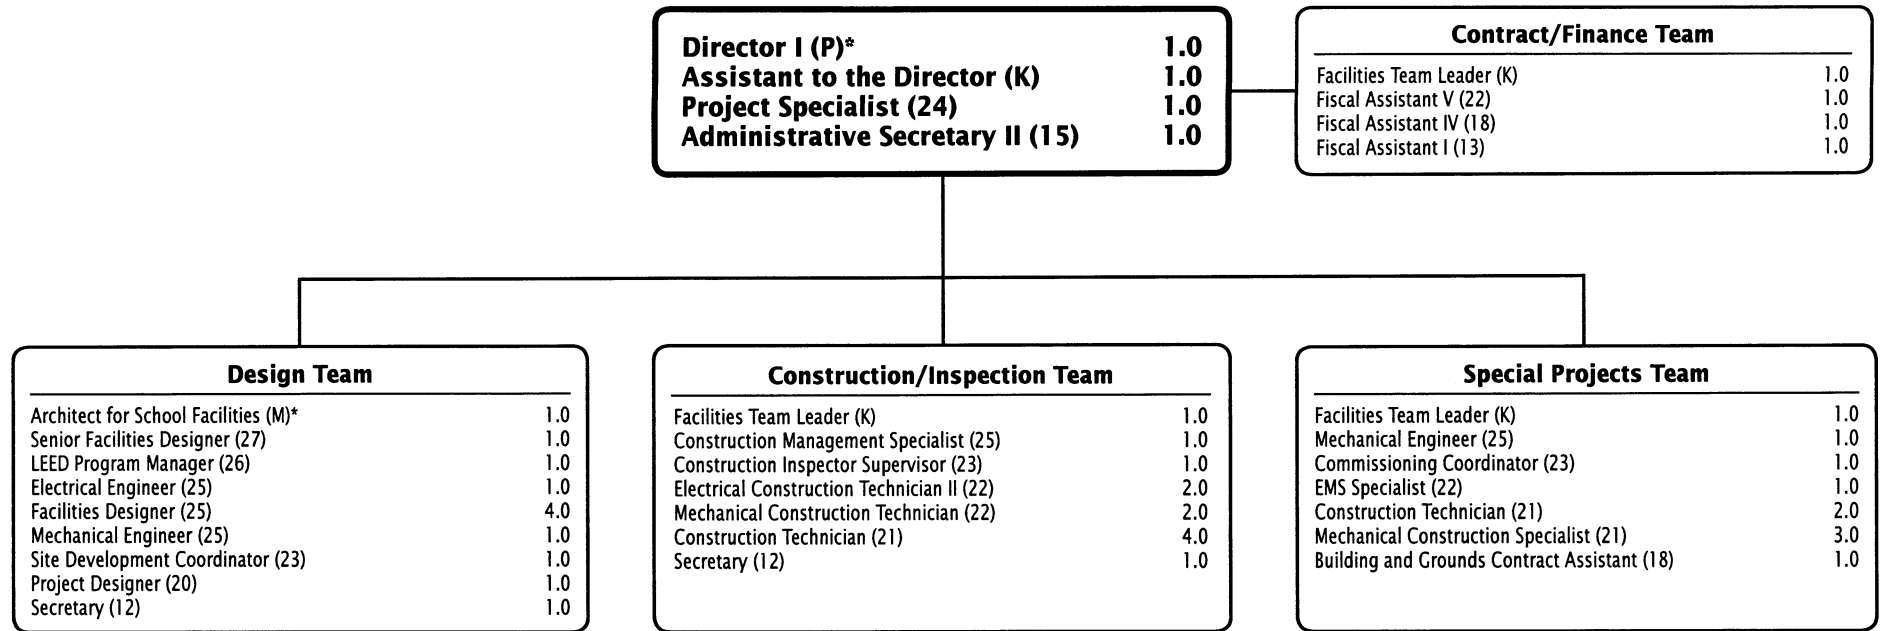 Director I (P)* 1.0
Assistant to the Director (K) 1.0
Project Specialist (24) 1.0
Administrative Secretary II (15) 1.0
Contract/Finance Team
Facilities Team Leader (K) 1.0
Fiscal Assistant V (22) 1.0
Fiscal Assistant IV (18) 1.0
Fiscal Assistant I (13) 1.0
Design Team
Architect for School Facilities (M)* 1.0
Senior Facilities Designer (27) 1.0
LEED Program Manager (26) 1.0
Electrical Engineer (25) 1.0
Facilities Designer (25) 4.0
Mechanical Engineer (25) 1.0
Site Development Coordinator (23) 1.0
Project Designer (20) 1.0
Secretary (12) 1.0
Construction/Inspection Team
Facilities Team Leader (K) 1.0
Construction Management Specialist (25) 1.0
Construction Inspector Supervisor (23) 1.0
Electrical Construction Technician II (22) 2.0
Mechanical Construction Technician (22) 2.0
Construction Technician (21) 4.0
Secretary (12) 1.0
Special Projects Team
Facilities Team Leader (K) 1.0
Mechanical Engineer (25) 1.0
Commissioning Coordinator (23) 1.0
EMS Specialist (22) 1.0
Construction Technician (21) 2.0
Mechanical Construction Specialist (21) 3.0
Building and Grounds Contract Assistant (18) 1.0